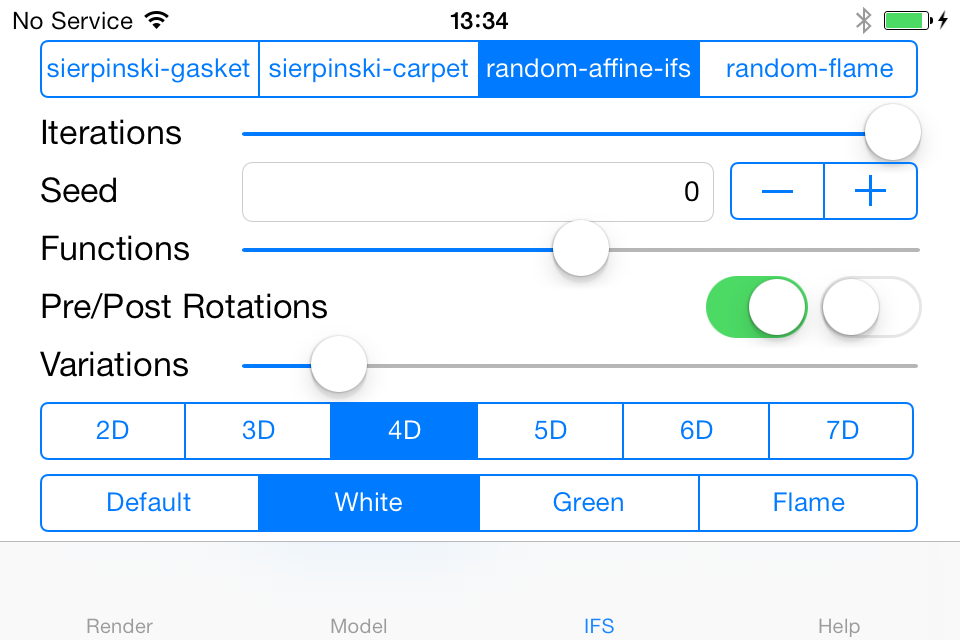 No Service 13:34
sierpinski-gasket sierpinski-carpet random-affine-ifs random-flame
Iterations
Seed 0
Functions
Pre/Post Rotations
Variations
2D 3D 4D 5D 6D 7D
Default White Green Flame
Render Model IFS Help